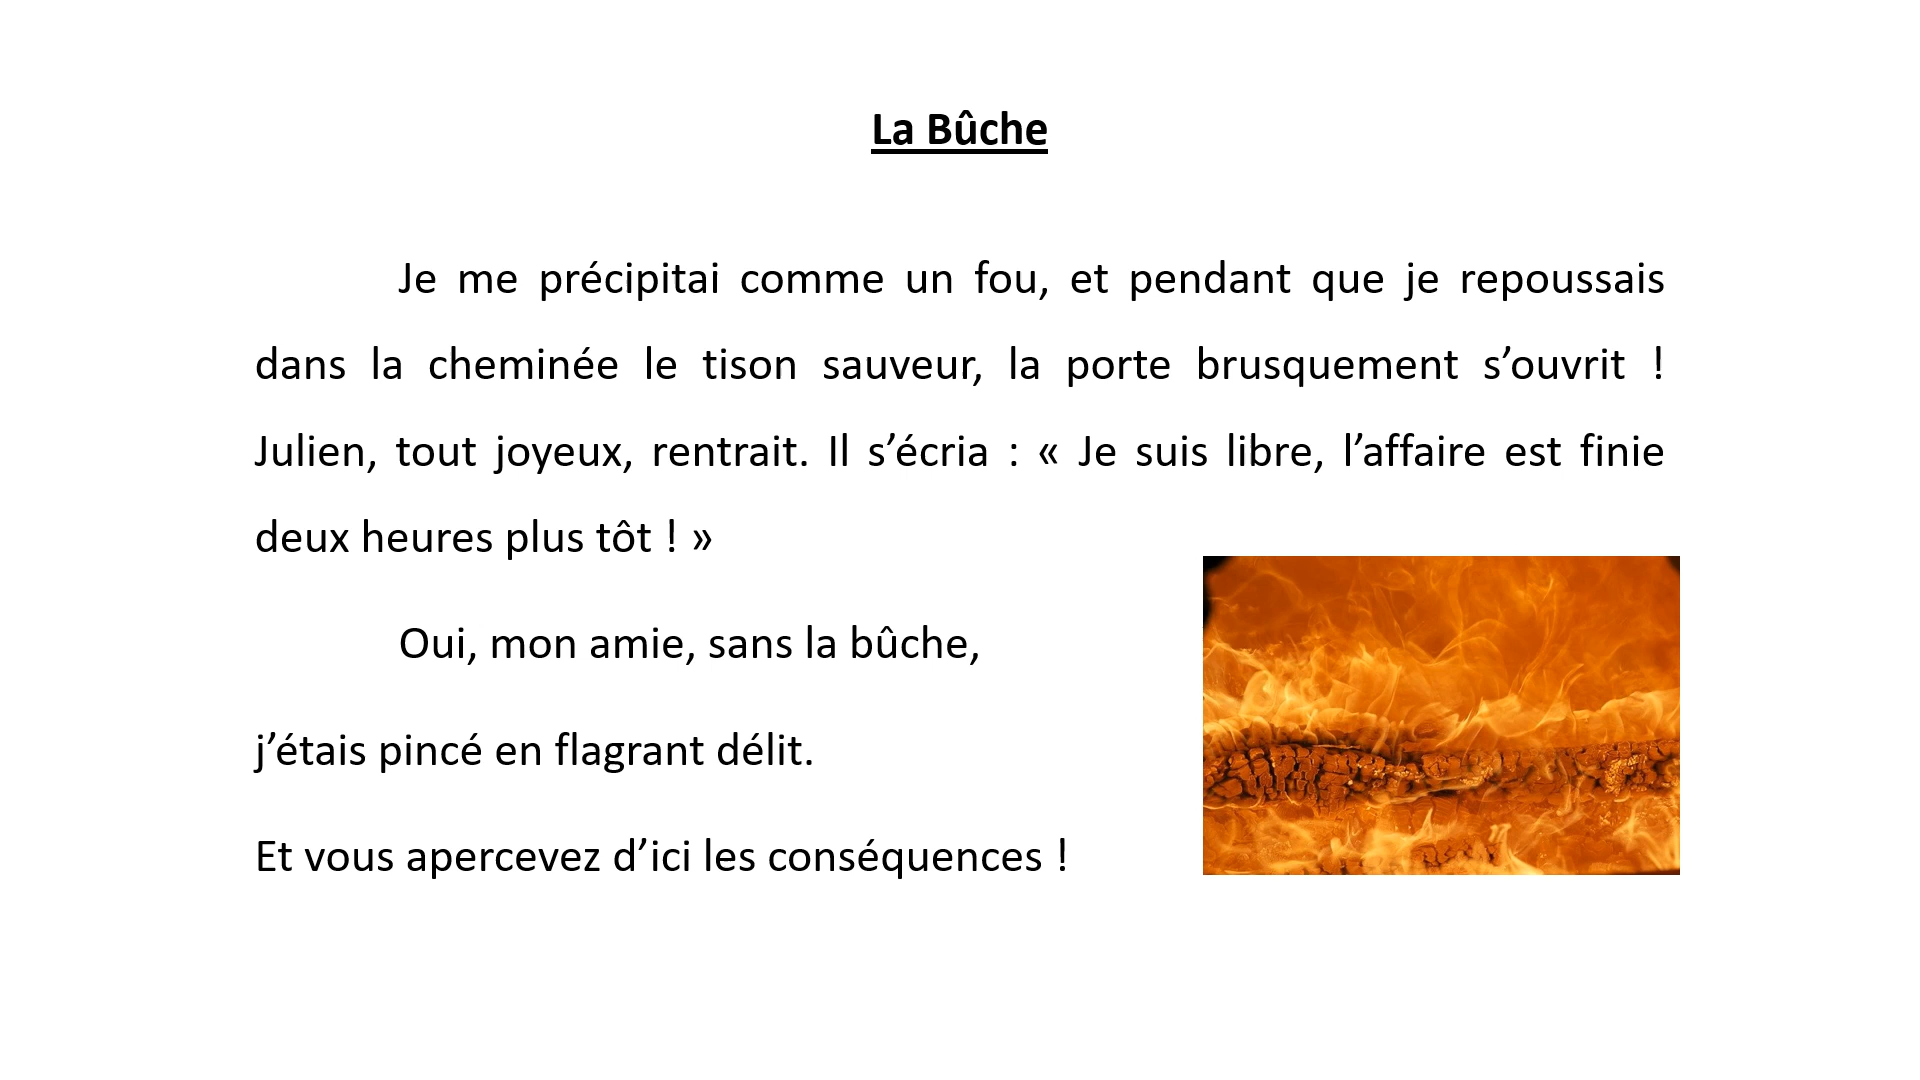 La Bûche
Je me précipitai comme un fou, et pendant que je repoussais
dans la cheminée le tison sauveur, la porte brusquement s’ouvrit !
Julien, tout joyeux, rentrait. Il s’écria : « Je suis libre, l’affaire est finie
deux heures plus tôt ! »
Oui, mon amie, sans la bûche,
j’étais pincé en flagrant délit.
Et vous apercevez d’ici les conséquences !